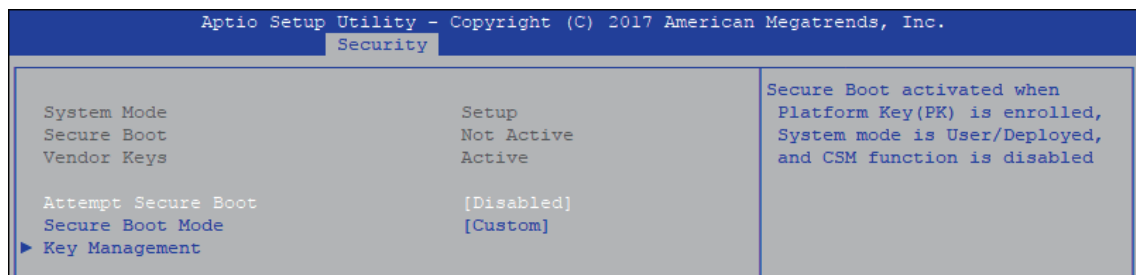 Aptio Setup Utility - Copyright (C) 2017 American Megatrends, Inc.
Security
System Mode Setup
Secure Boot Not Active
Vendor Keys Active
Attempt Secure Boot [Disabled]
Secure Boot Mode [Custom]
► Key Management
Secure Boot activated when
Platform Key(PK) is enrolled,
System mode is User/Deployed,
and CSM function is disabled